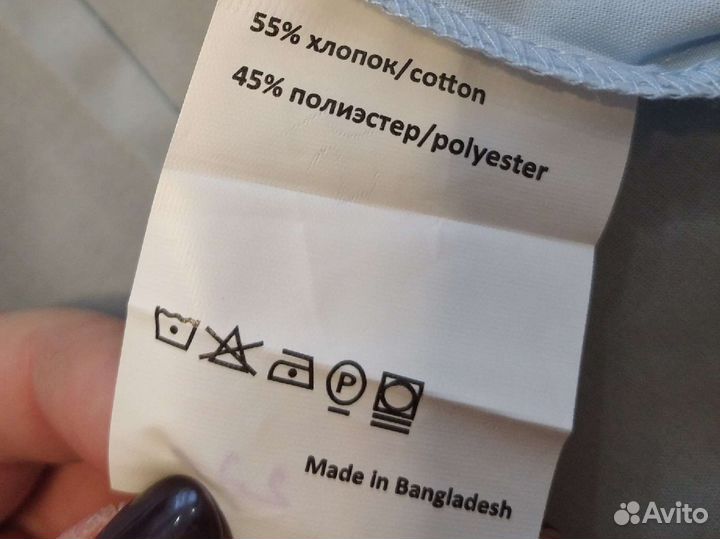 55% хлопок/cotton
45% полиэстер/polyester
P
Made in Bangladesh
Avito